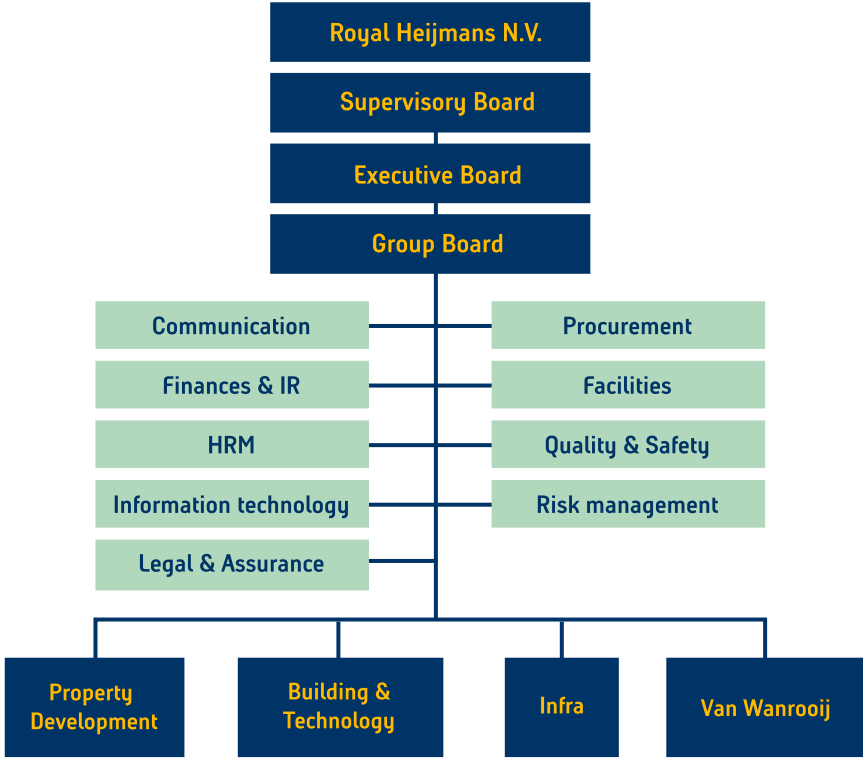 Royal Heijmans N.V.
Supervisory Board
Executive Board
Group Board
Communication
Procurement
Finances & IR
Facilities
HRM
Quality & Safety
Information technology
Risk management
Legal & Assurance
Property
Development
Building &
Technology
Infra
Van Wanrooij